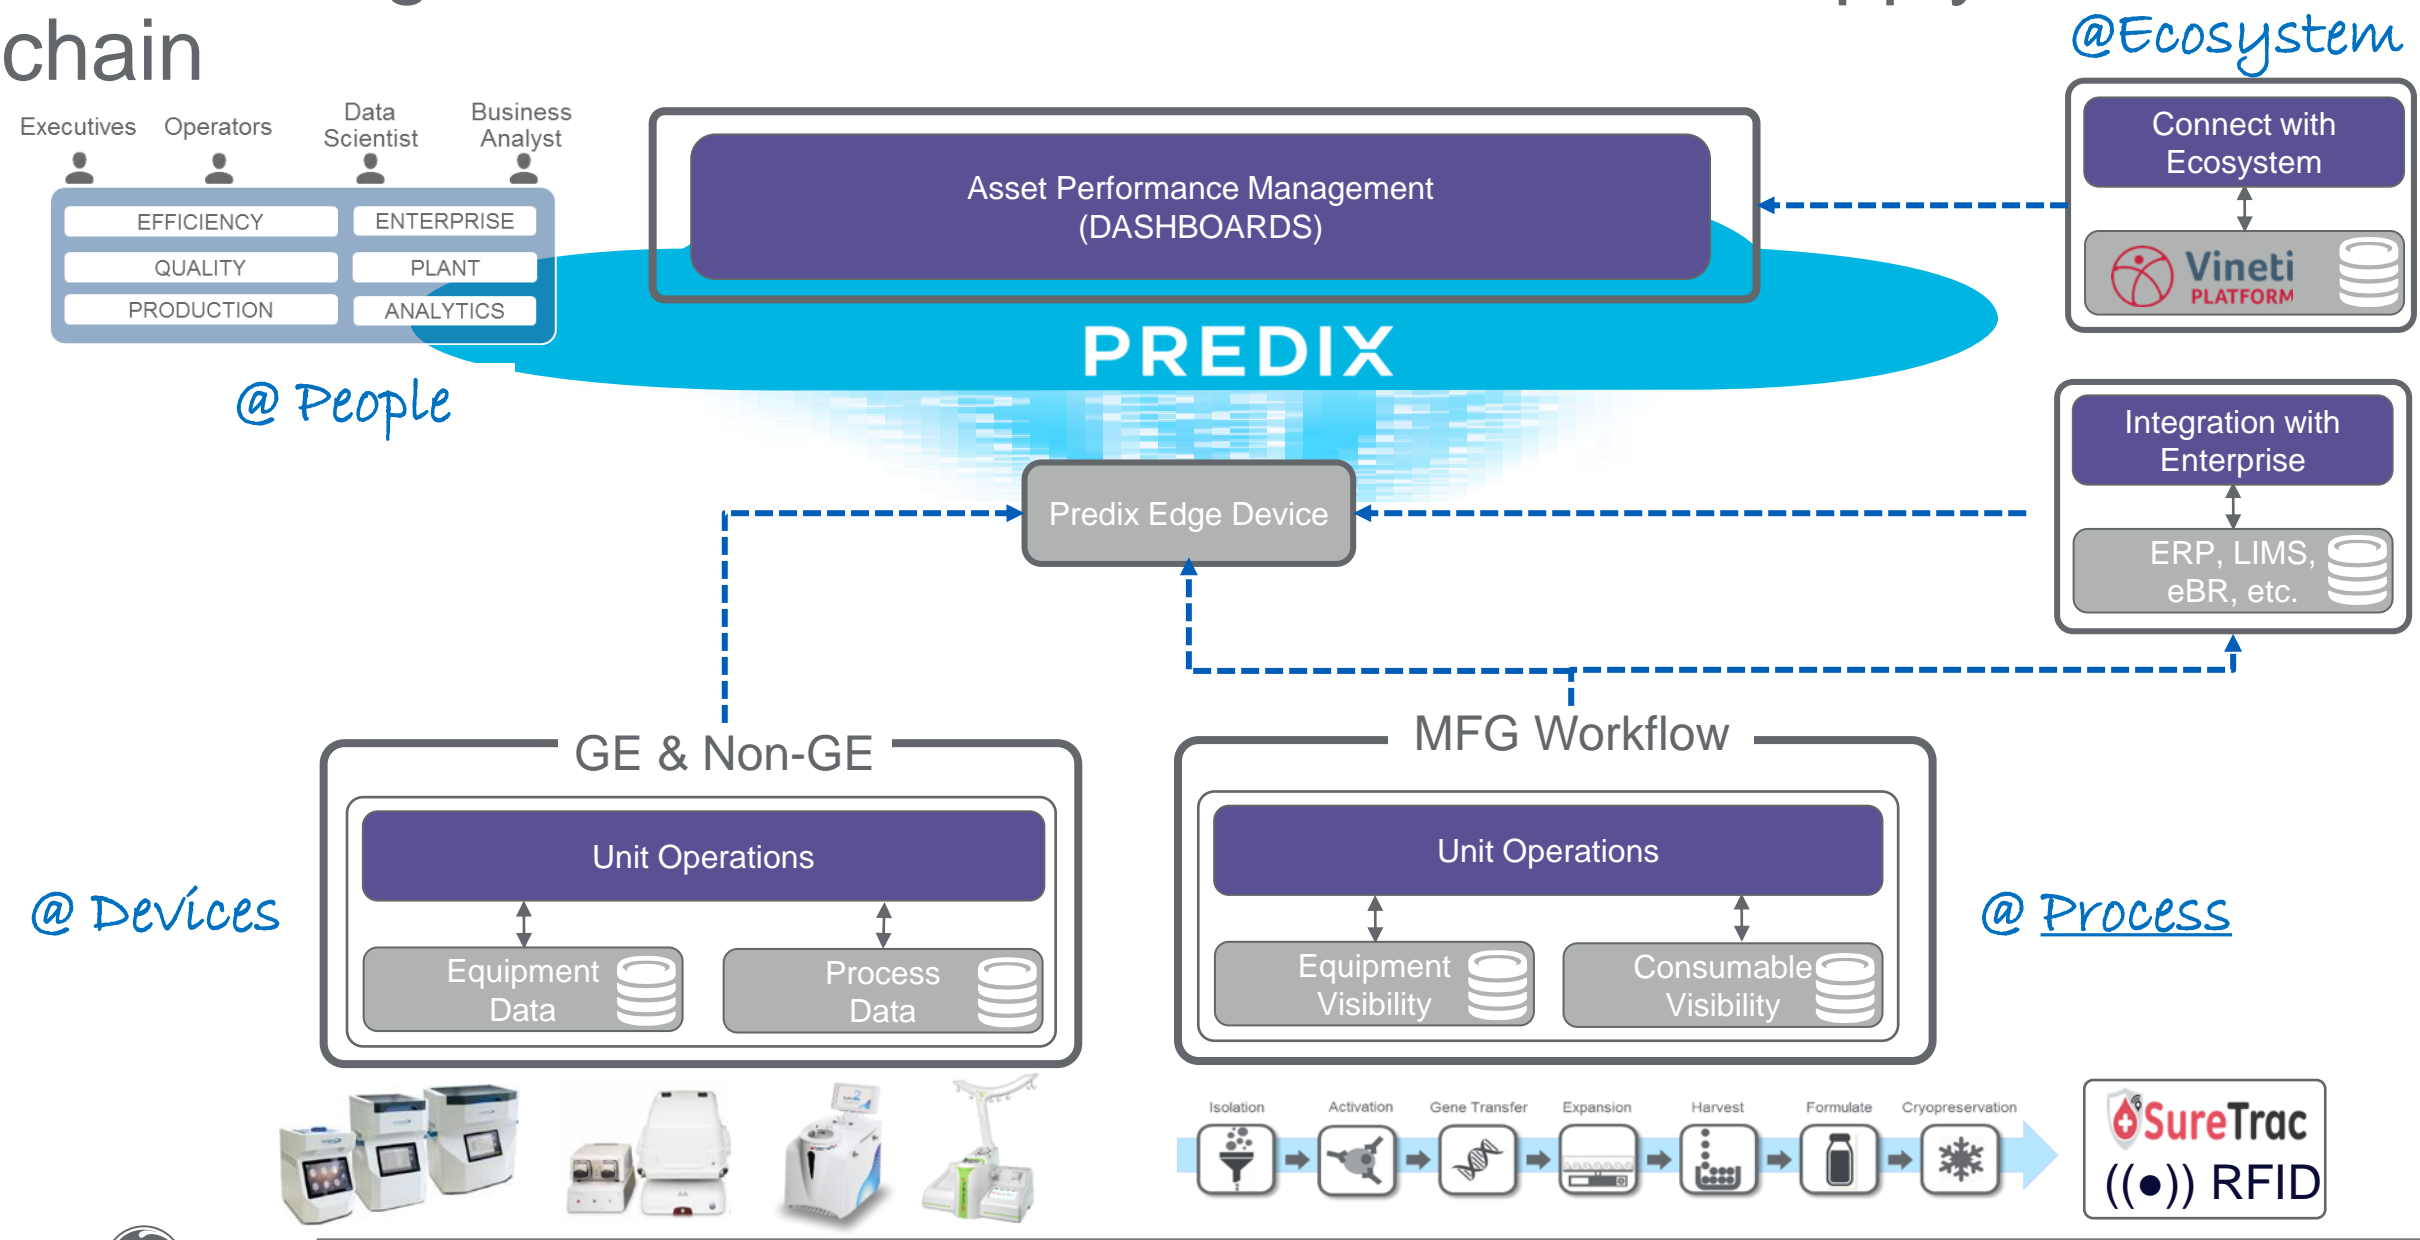 chain
@Ecosystem
Executives
Operators
Data
Scientist
Business
Analyst
EFFICIENCY
ENTERPRISE
QUALITY
PLANT
PRODUCTION
ANALYTICS
@ People
Asset Performance Management
(DASHBOARDS)
PREDIX
Connect with
Ecosystem
Vineti
PLATFORM
Predix Edge Device
Integration with
Enterprise
ERP, LIMS,
eBR, etc.
GE & Non-GE
Unit Operations
Equipment
Data
Process
Data
@ Devices
MFG Workflow
Unit Operations
Equipment
Visibility
Consumable
Visibility
@ Process
Isolation
Activation
Gene Transfer
Expansion
Harvest
Formulate
Cryopreservation
SureTrac
((●)) RFID